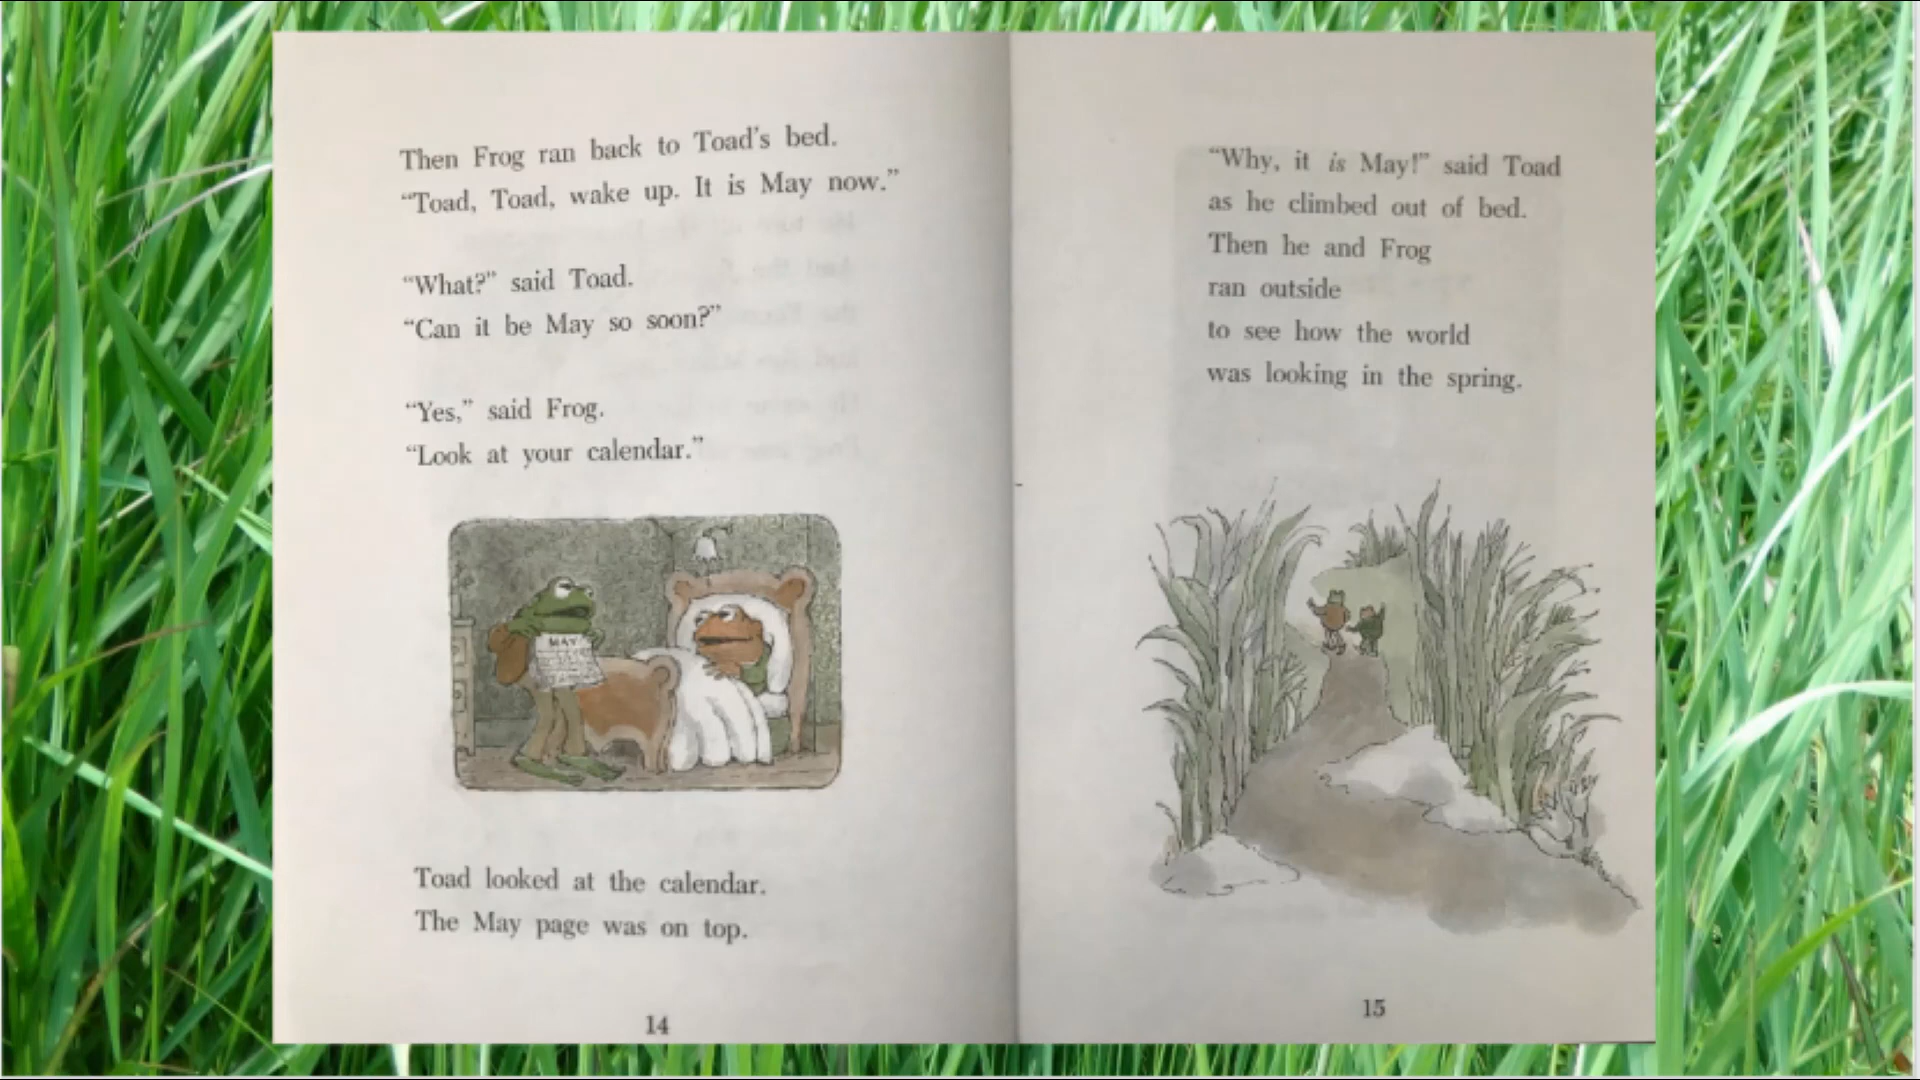 Then Frog ran back to Toad's bed.
“Toad, Toad, wake up. It is May now.”
“What?” said Toad.
“Can it be May so soon?”
“Yes,” said Frog.
“Look at your calendar.”
MAY
Toad looked at the calendar.
The May page was on top.
14
“Why, it is May!” said Toad
as he climbed out of bed.
Then he and Frog
ran outside
to see how the world
was looking in the spring.
15